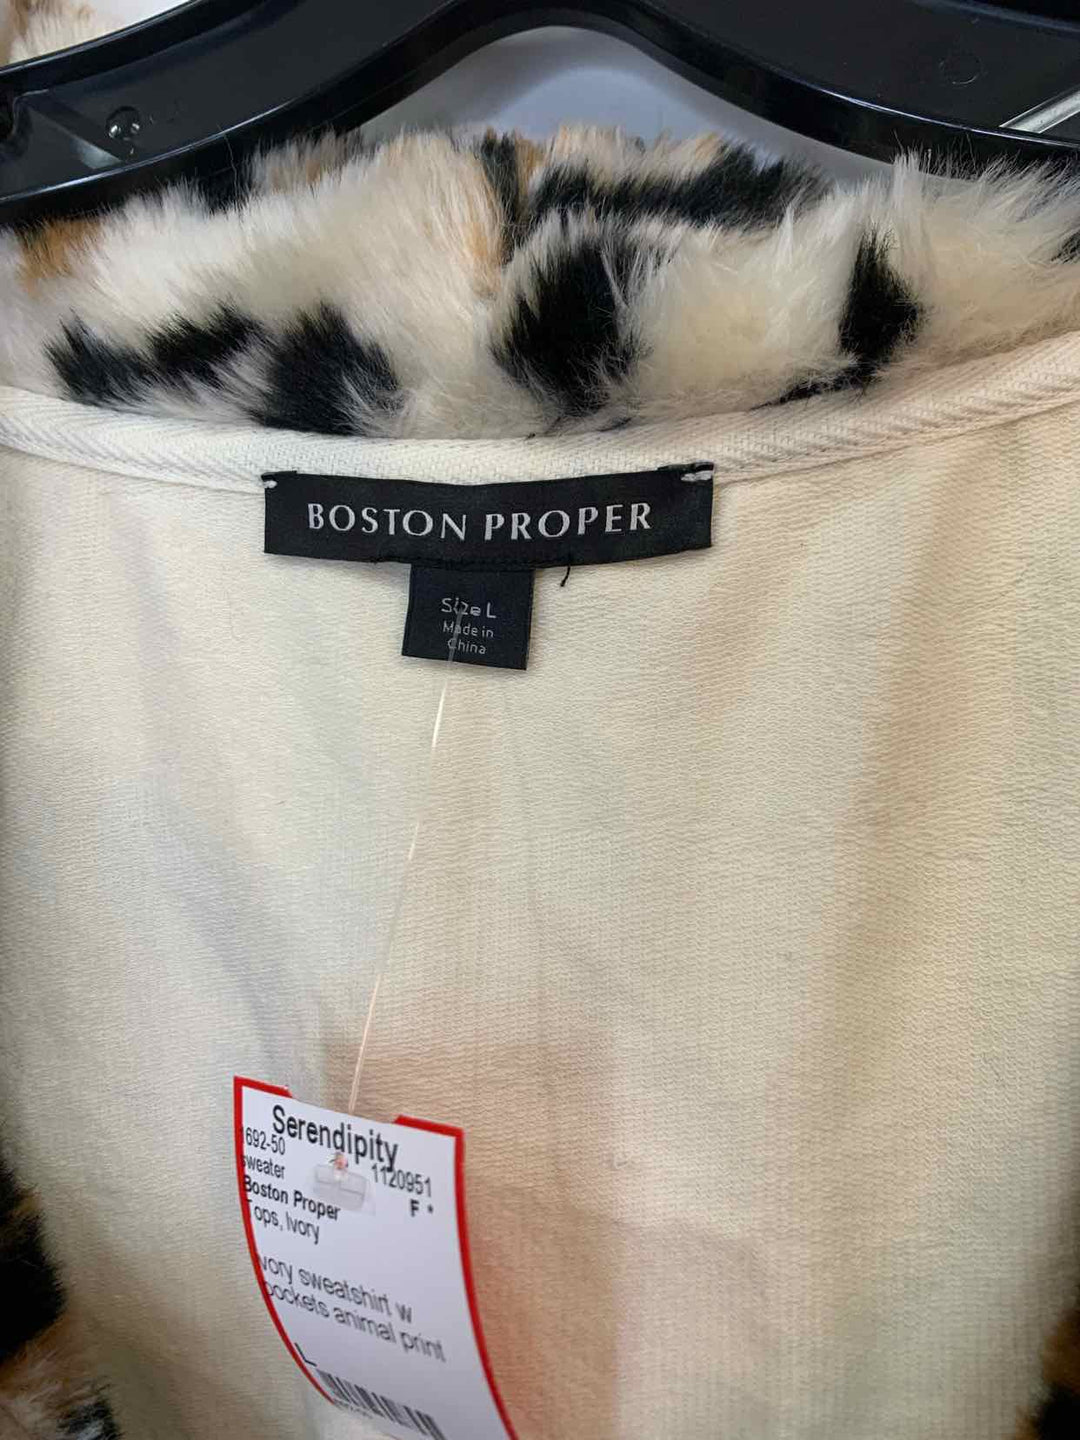 BOSTON PROPER
Size L
Made in
China
Serendipity
1692-50
1120951
sweater
F *
Boston Proper
Tops, Ivory
Ivory sweatshirt w
pockets animal print
L